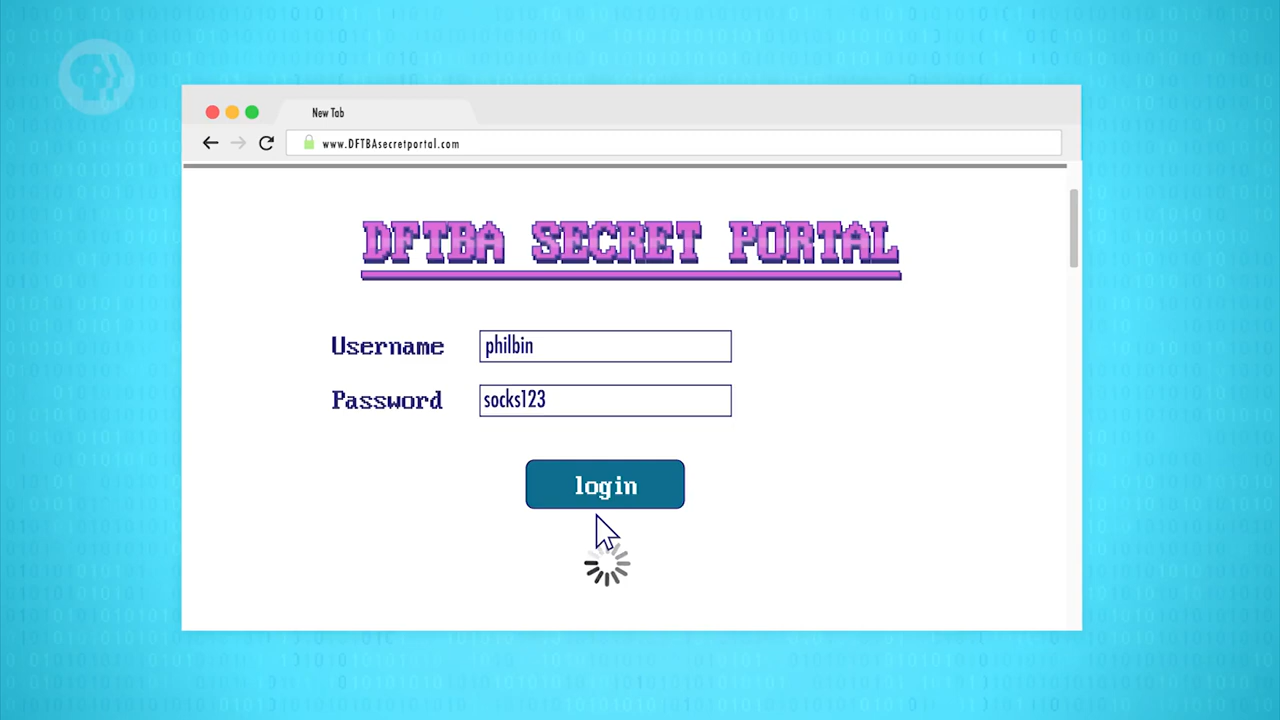 New Tab
www.DFTBAsecretportal.com
DFTBA SECRET PORTAL
Username philbin
Password socks123
login